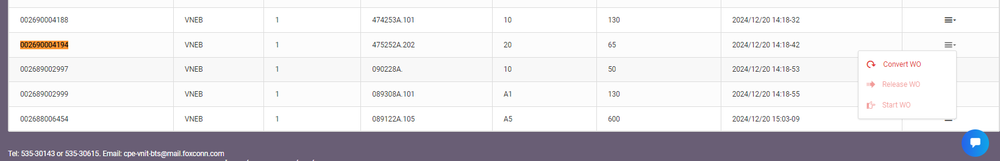 002690004188 VNEB 1 474253A.101 10 130 2024/12/20 14:18-32
002690004194 VNEB 1 475252A.202 20 65 2024/12/20 14:18-42
Convert WO
002689002997 VNEB 1 090228A. 10 50 2024/12/20 14:18-53
Release WO
002689002999 VNEB 1 089308A.101 A1 130 2024/12/20 14:18-55
Start WO
002688006454 VNEB 1 089122A.105 A5 600 2024/12/20 15:03-09
Tel: 535-30143 or 535-30615. Email: cpe-vnit-bts@mail.foxconn.com